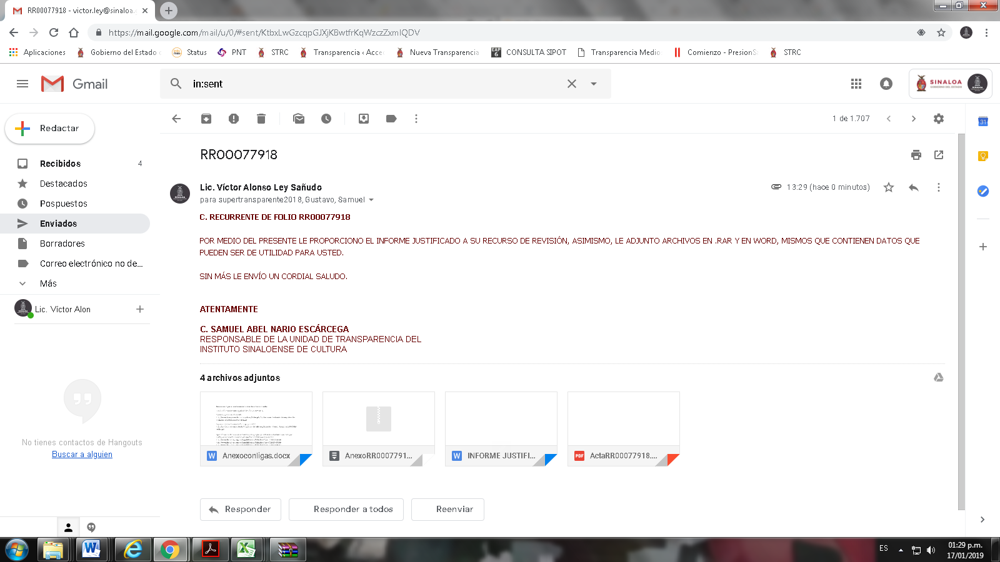 RR00077918 - victor.ley@sinaloa.
https://mail.google.com/mail/u/0/#sent/KtbxLwGzcqpGJXjKBwtfrKqWzczZxmlQDV
Aplicaciones
Gobierno del Estado
Status
PNT
STRC
Transparencia ‹ Acce
Nueva Transparencia
CONSULTA SIPOT
Transparencia Medio
Comienzo - PresionS
STRC
Gmail
in:sent
SINALOA
Redactar
1 de 1.707
Recibidos 4
Destacados
Pospuestos
Enviados
Borradores
Correo electrónico no de...
Más
Lic. Víctor Alon
No tienes contactos de Hangouts
Buscar a alguien
RR00077918
Lic. Víctor Alonso Ley Sañudo
13:29 (hace 0 minutos)
para supertransparente2018, Gustavo, Samuel
C. RECURRENTE DE FOLIO RR00077918
POR MEDIO DEL PRESENTE LE PROPORCIONO EL INFORME JUSTIFICADO A SU RECURSO DE REVISIÓN, ASIMISMO, LE ADJUNTO ARCHIVOS EN .RAR Y EN WORD, MISMOS QUE CONTIENEN DATOS QUE
PUEDEN SER DE UTILIDAD PARA USTED.
SIN MÁS LE ENVÍO UN CORDIAL SALUDO.
ATENTAMENTE
C. SAMUEL ABEL NARIO ESCÁRCEGA
RESPONSABLE DE LA UNIDAD DE TRANSPARENCIA DEL
INSTITUTO SINALOENSE DE CULTURA
4 archivos adjuntos
Anexoconligas.docx
AnexoRR0007791...
INFORME JUSTIFI...
PDF ActaRR00077918....
Responder
Responder a todos
Reenviar
ES
01:29 p.m.
17/01/2019